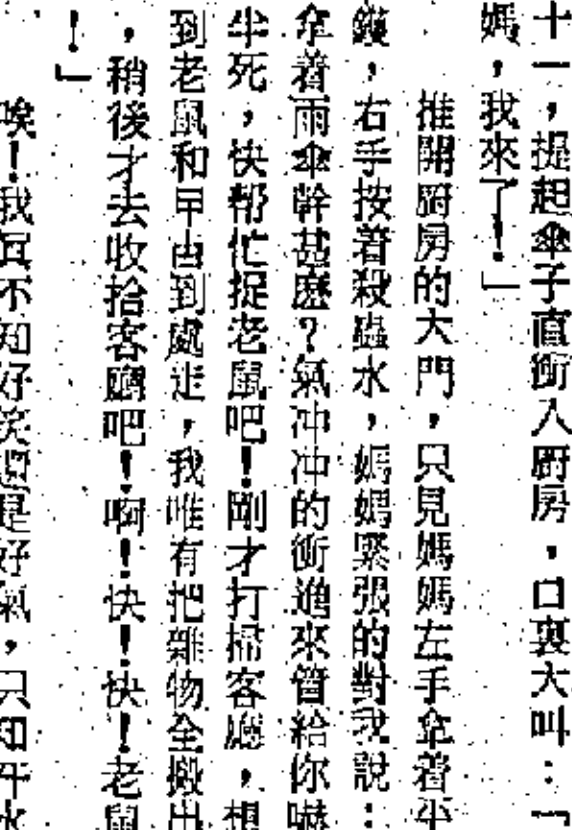 十一，提起傘子直衝入廚房，口裏大叫：「
媽，我來了！」
推開廚房的大門，只見媽媽左手拿着平
鑊，右手按着殺蟲水，媽媽緊張的對我說：
拿着雨傘幹甚麽？氣冲冲的衝進來管給你嚇
半死，快帮忙捉老鼠吧！剛才打掃客廳，想
到老鼠和甲由到處走，我唯有把雜物全搬出
，稍後才去收拾客廳吧！啊！快！快！老鼠
！」
唉！我眞不知好笑還是好氣，只知